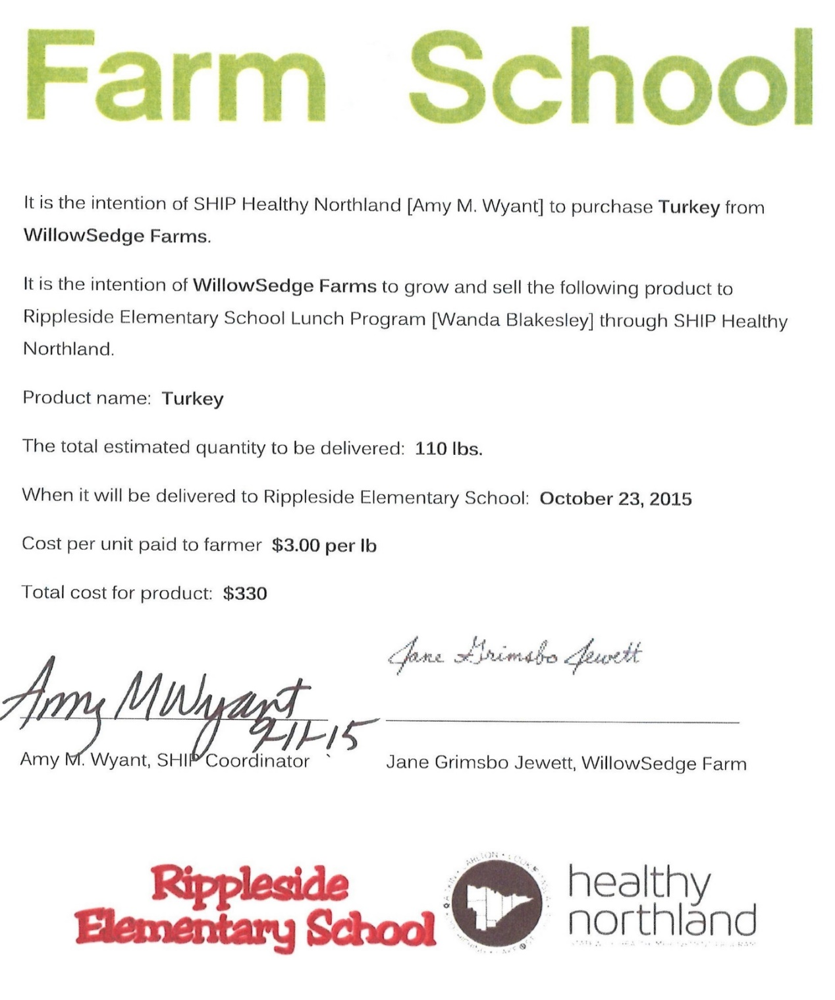 Farm School
It is the intention of SHIP Healthy Northland [Amy M. Wyant] to purchase Turkey from
WillowSedge Farms.
It is the intention of WillowSedge Farms to grow and sell the following product to
Rippleside Elementary School Lunch Program [Wanda Blakesley] through SHIP Healthy
Northland.
Product name: Turkey
The total estimated quantity to be delivered: 110 lbs.
When it will be delivered to Rippleside Elementary School: October 23, 2015
Cost per unit paid to farmer $3.00 per lb
Total cost for product: $330
Jane Grimsbo Jewett
Amy M Wyant
9-11-15
Amy M. Wyant, SHIP Coordinator
Jane Grimsbo Jewett, WillowSedge Farm
Rippleside
Elementary School
healthy
northland